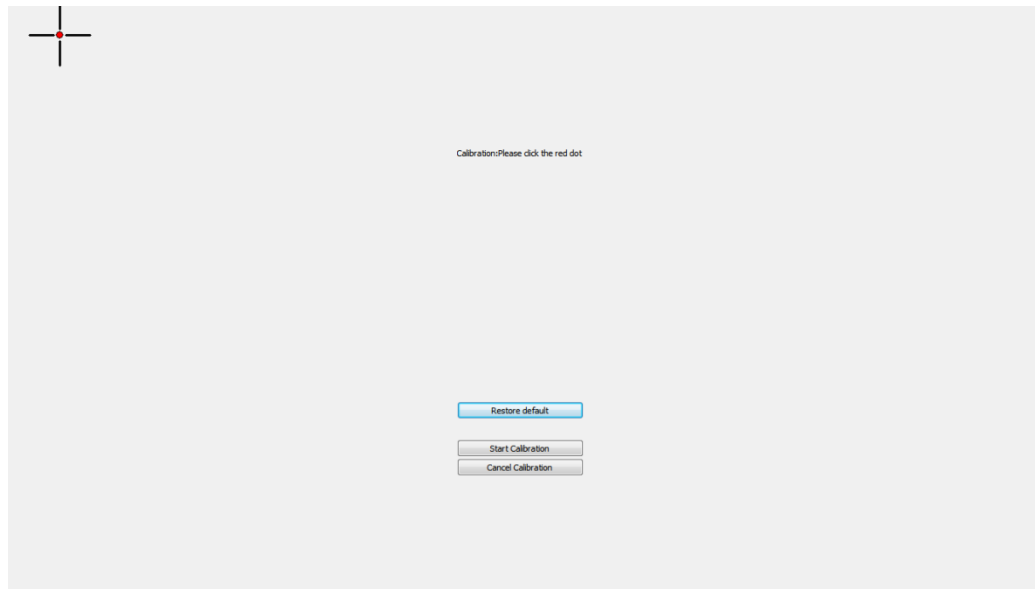 Calibration:Please click the red dot
Restore default
Start Calibration
Cancel Calibration